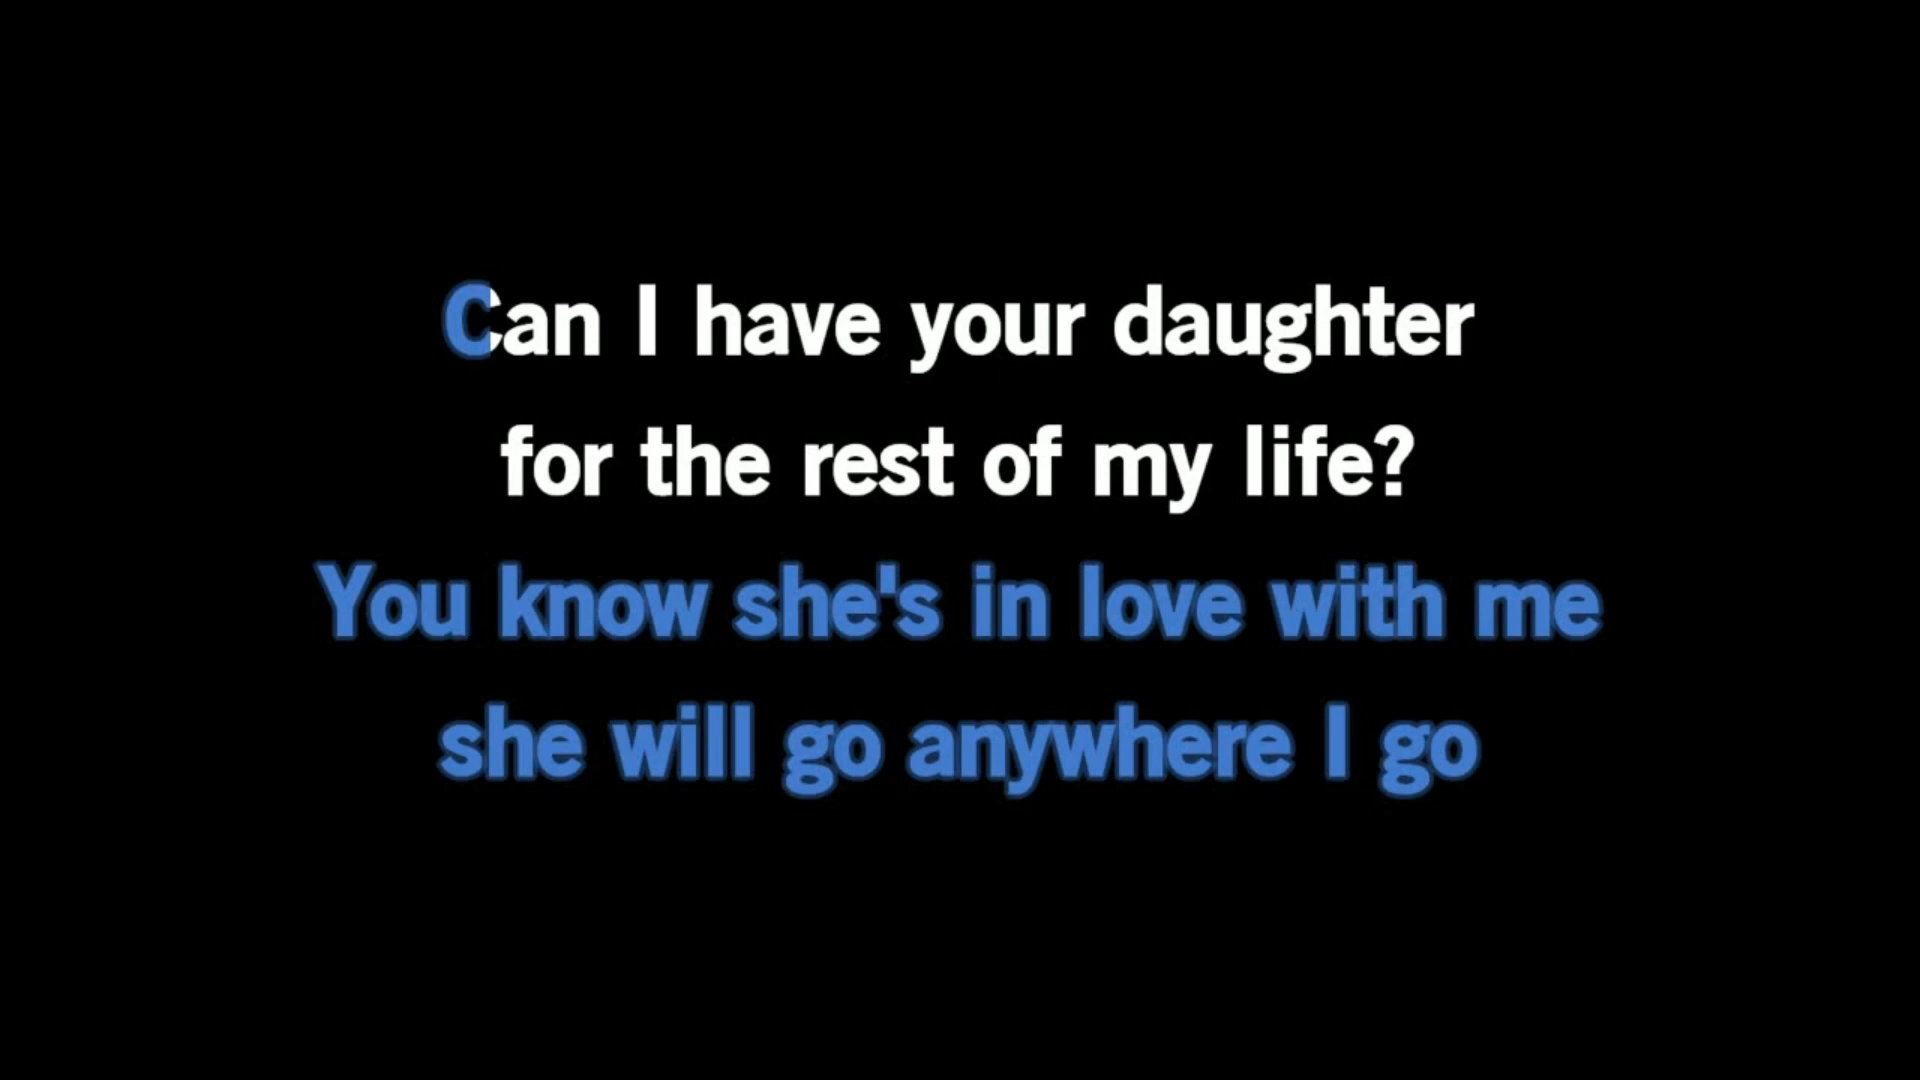 Can I have your daughter
for the rest of my life?
You know she's in love with me
she will go anywhere I go